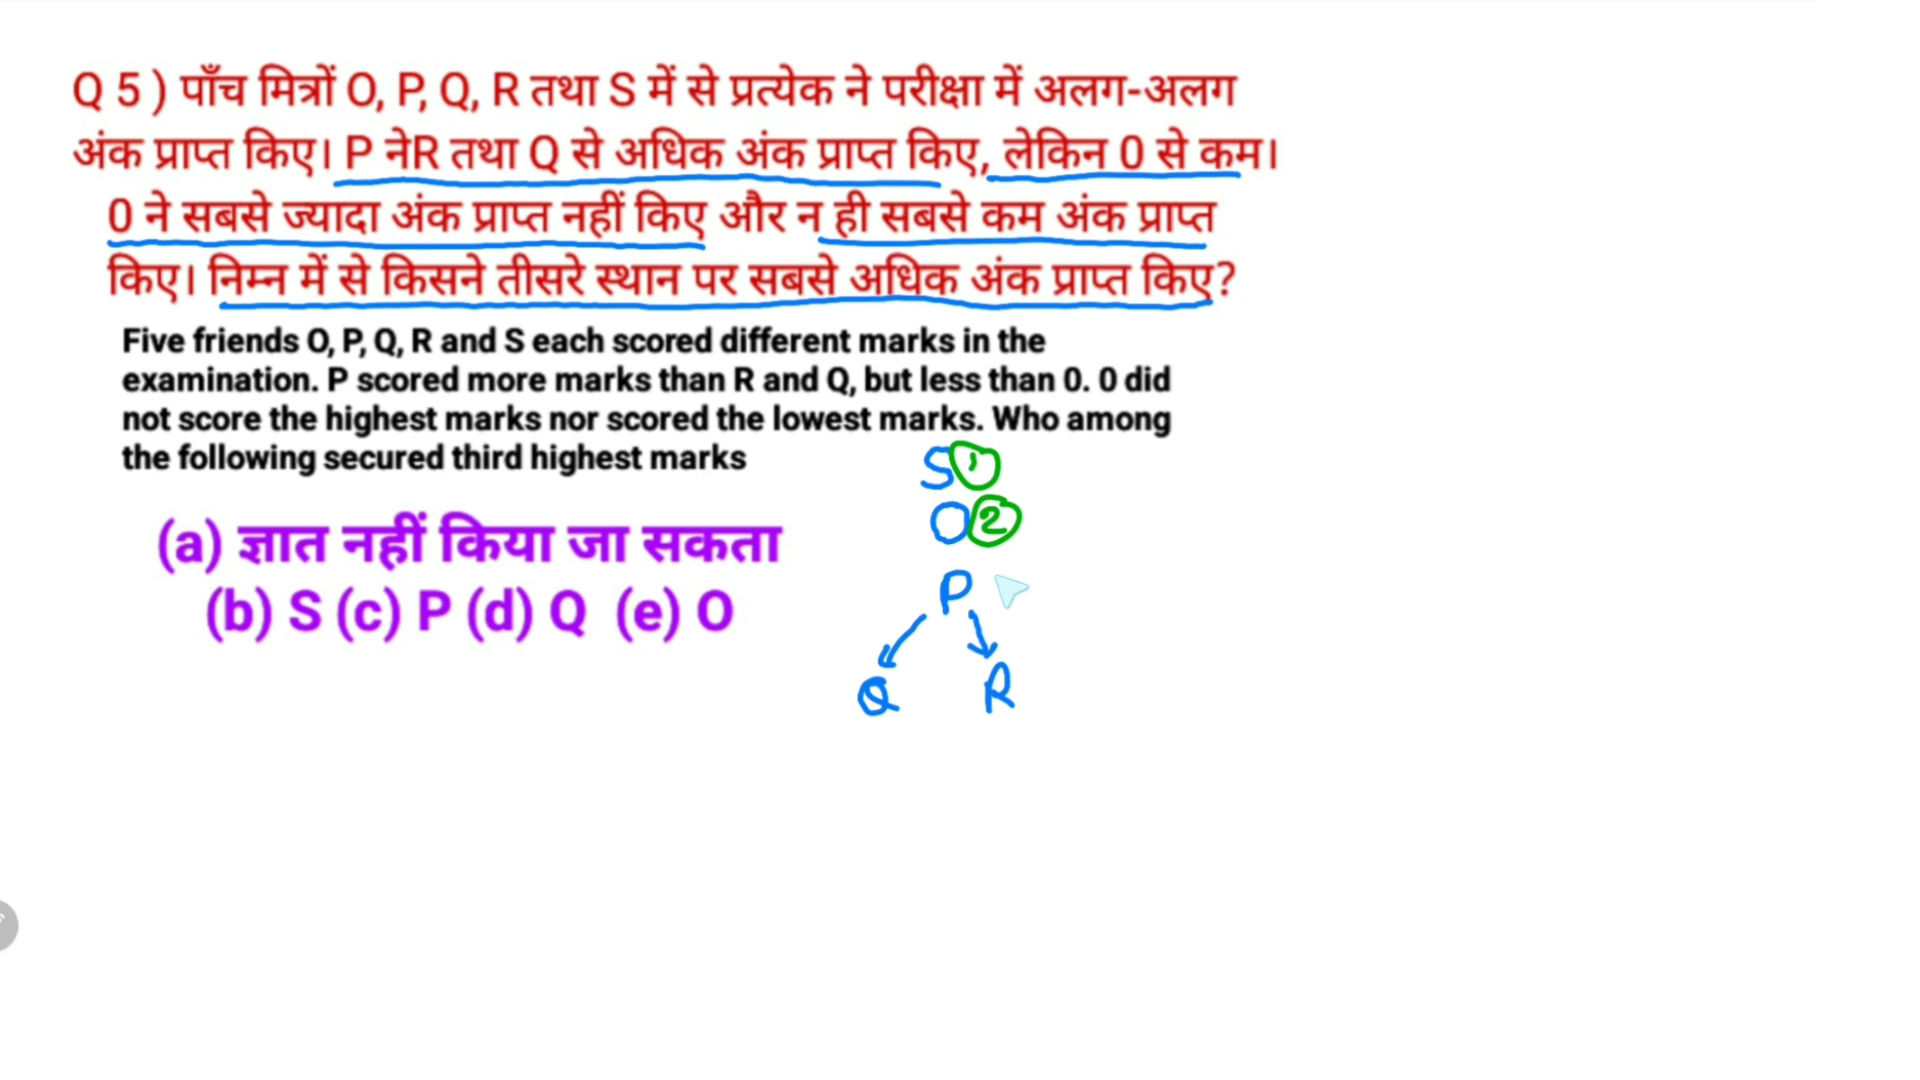 Q 5 ) पाँच मित्रों O, P, Q, R तथा S में से प्रत्येक ने परीक्षा में अलग-अलग
अंक प्राप्त किए। P नेR तथा Q से अधिक अंक प्राप्त किए, लेकिन 0 से कम।
0 ने सबसे ज्यादा अंक प्राप्त नहीं किए और न ही सबसे कम अंक प्राप्त
किए। निम्न में से किसने तीसरे स्थान पर सबसे अधिक अंक प्राप्त किए?
Five friends O, P, Q, R and S each scored different marks in the
examination. P scored more marks than R and Q, but less than 0. 0 did
not score the highest marks nor scored the lowest marks. Who among
the following secured third highest marks
S 1
O 2
(a) ज्ञात नहीं किया जा सकता
P
(b) S (c) P (d) Q (e) O
Q R